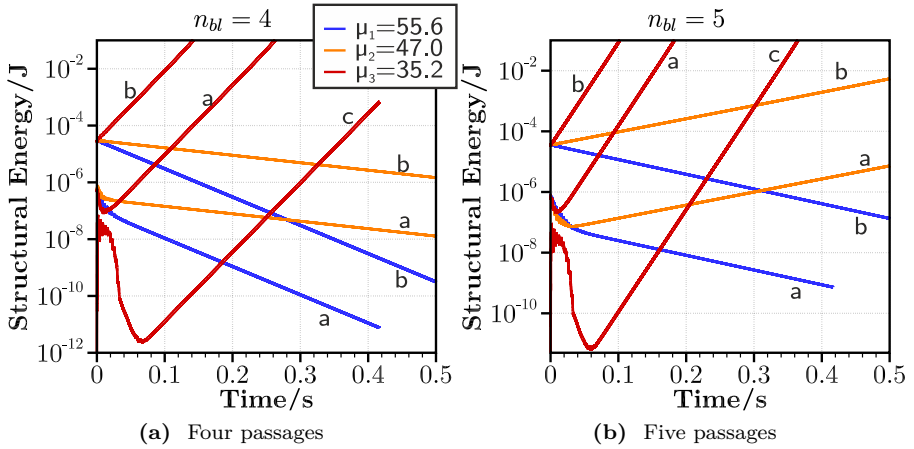 n_bl = 4
n_bl = 5
μ₁=55.6
μ₂=47.0
μ₃=35.2
Structural Energy/J
10⁻²
10⁻⁴
10⁻⁶
10⁻⁸
10⁻¹⁰
10⁻¹²
b
a
c
b
a
b
a
0 0.1 0.2 0.3 0.4 0.5
Time/s
(a) Four passages
Structural Energy/J
10⁻²
10⁻⁴
10⁻⁶
10⁻⁸
10⁻¹⁰
b
a
c
b
a
b
a
0 0.1 0.2 0.3 0.4 0.5
Time/s
(b) Five passages